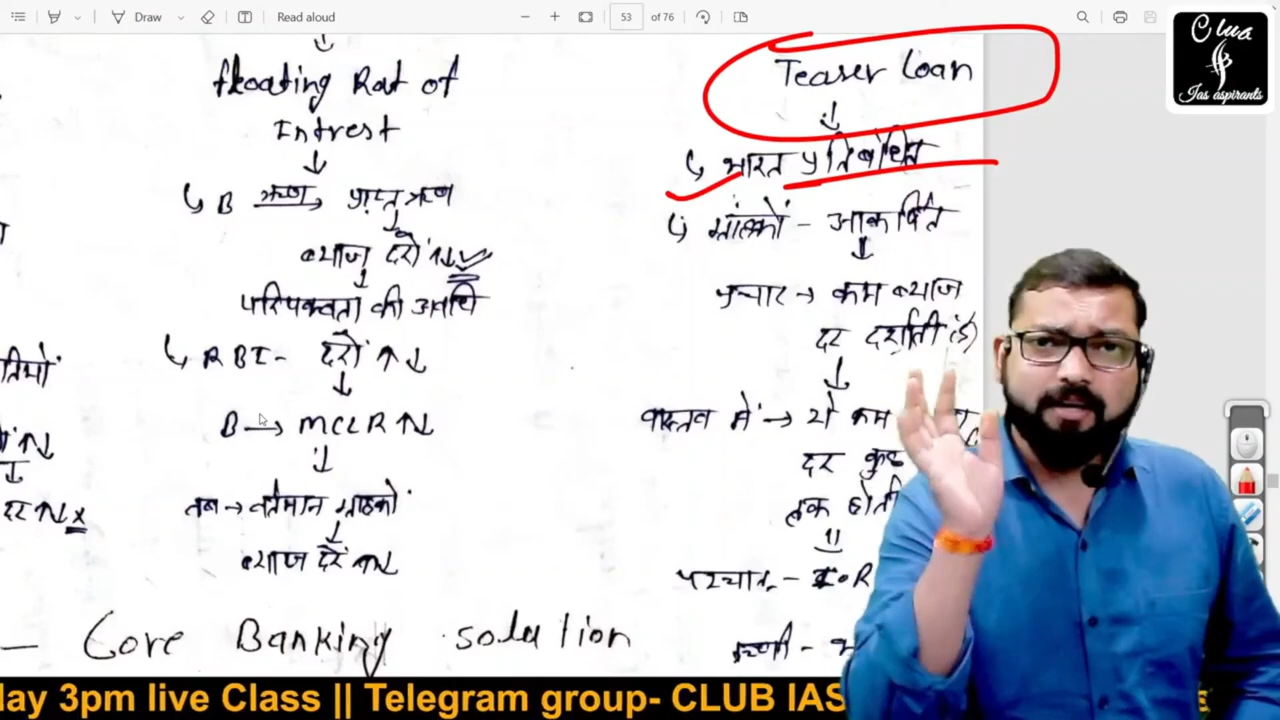 Draw
Read aloud
53
of 76
Clua
Ias aspirants
floating Rat of
Intrest
B ऋण प्राप्त ऋण
ब्याज दरों ↑↓
परिपक्वता की अवधि
RBI - दरों ↑↓
B → MCLR ↑↓
तब → वर्तमान ग्राहको
ब्याज दरें ↑↓
दर ↑↓ x
Teaser Loan
भारत प्रतिबंधित
ग्राहकों - आकर्षित
प्रचार → कम ब्याज
दर दर्शाती है)
वास्तव में → यो कम
दर कुछ
तक होती
पश्चात -
— Core Banking solution
day 3pm live Class || Telegram group- CLUB IAS